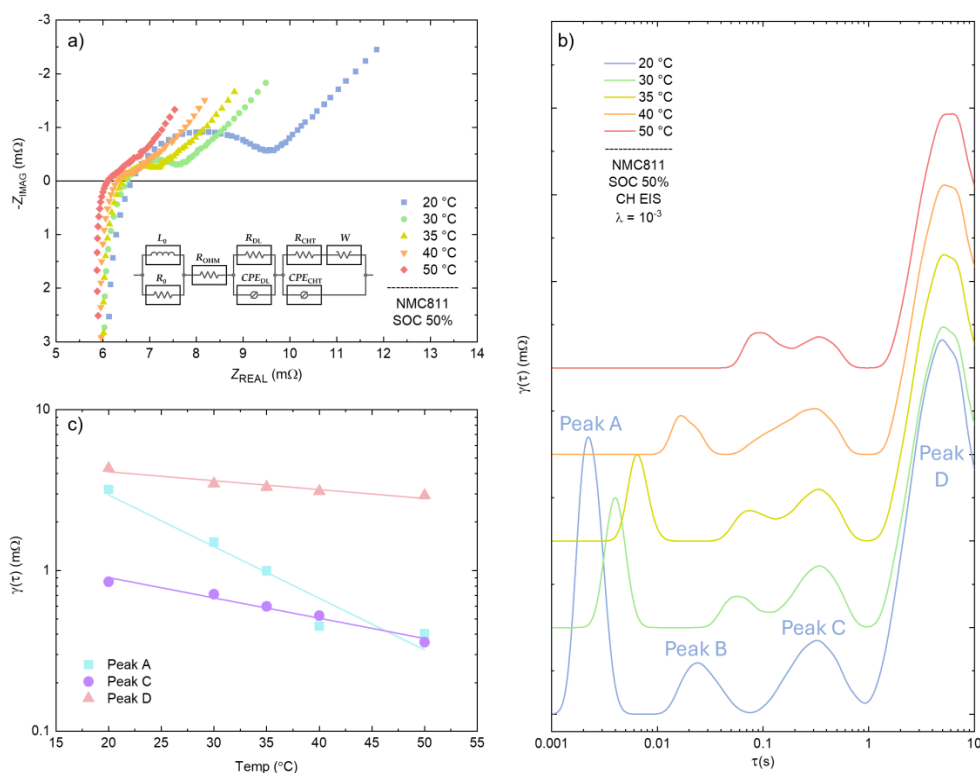 a)
-3
-2
-1
0
1
2
3
-Z_IMAG (mΩ)
5 6 7 8 9 10 11 12 13 14
Z_REAL (mΩ)
L_0
R_0
R_OHM
R_DL
CPE_DL
R_CHT
CPE_CHT
W
20 °C
30 °C
35 °C
40 °C
50 °C
NMC811
SOC 50%
b)
20 °C
30 °C
35 °C
40 °C
50 °C
NMC811
SOC 50%
CH EIS
λ = 10⁻³
γ(τ) (mΩ)
Peak A
Peak B
Peak C
Peak
D
0.001 0.01 0.1 1 10
τ(s)
c)
10
1
0.1
γ(τ) (mΩ)
Peak A
Peak C
Peak D
20 25 30 35 40 45 50
Temp (°C)